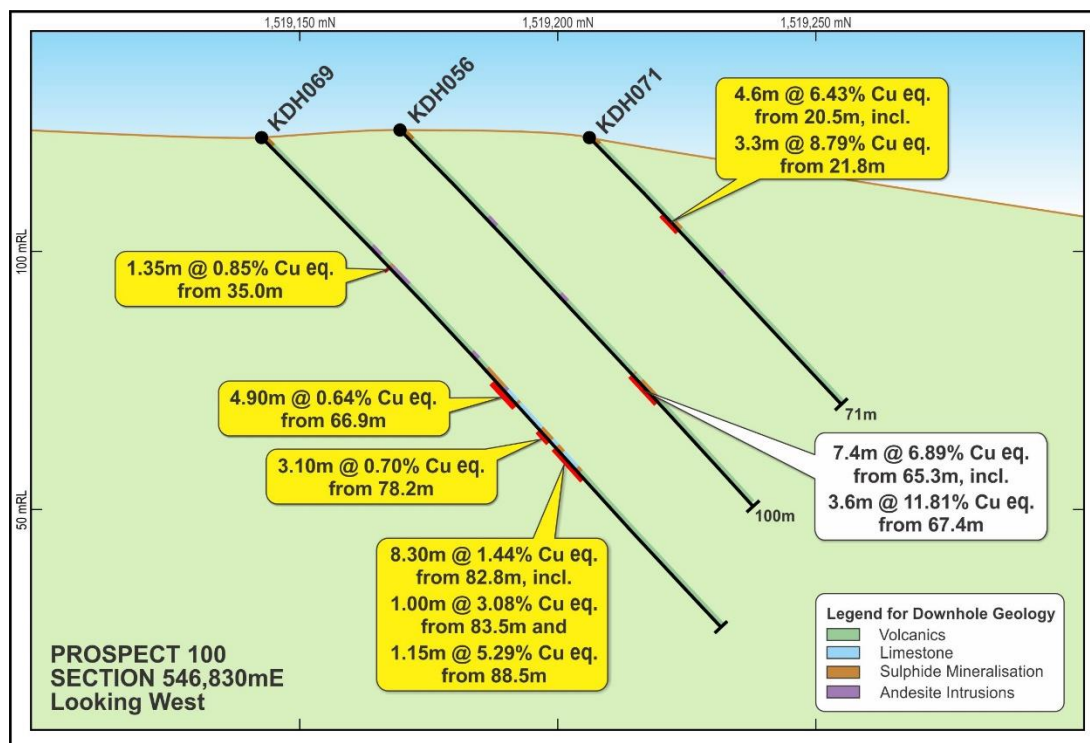 1,519,150 mN
1,519,200 mN
1,519,250 mN
KDH069
KDH056
KDH071
4.6m @ 6.43% Cu eq.
from 20.5m, incl.
3.3m @ 8.79% Cu eq.
from 21.8m
100 mRL
1.35m @ 0.85% Cu eq.
from 35.0m
4.90m @ 0.64% Cu eq.
from 66.9m
71m
3.10m @ 0.70% Cu eq.
from 78.2m
7.4m @ 6.89% Cu eq.
from 65.3m, incl.
3.6m @ 11.81% Cu eq.
from 67.4m
50 mRL
100m
8.30m @ 1.44% Cu eq.
from 82.8m, incl.
1.00m @ 3.08% Cu eq.
from 83.5m and
1.15m @ 5.29% Cu eq.
from 88.5m
PROSPECT 100
SECTION 546,830mE
Looking West
Legend for Downhole Geology
Volcanics
Limestone
Sulphide Mineralisation
Andesite Intrusions